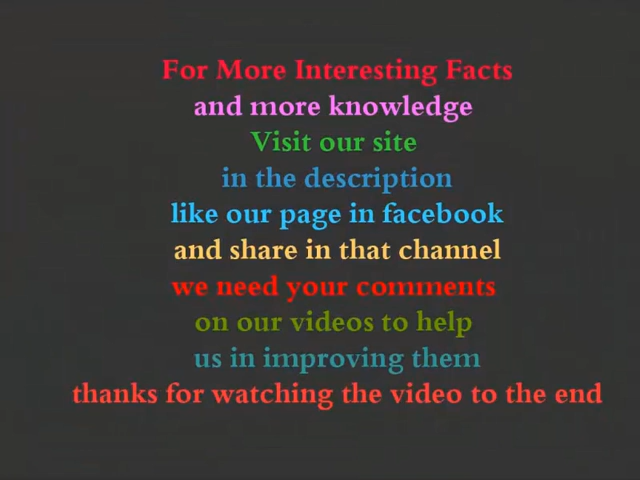 For More Interesting Facts
and more knowledge
Visit our site
in the description
like our page in facebook
and share in that channel
we need your comments
on our videos to help
us in improving them
thanks for watching the video to the end